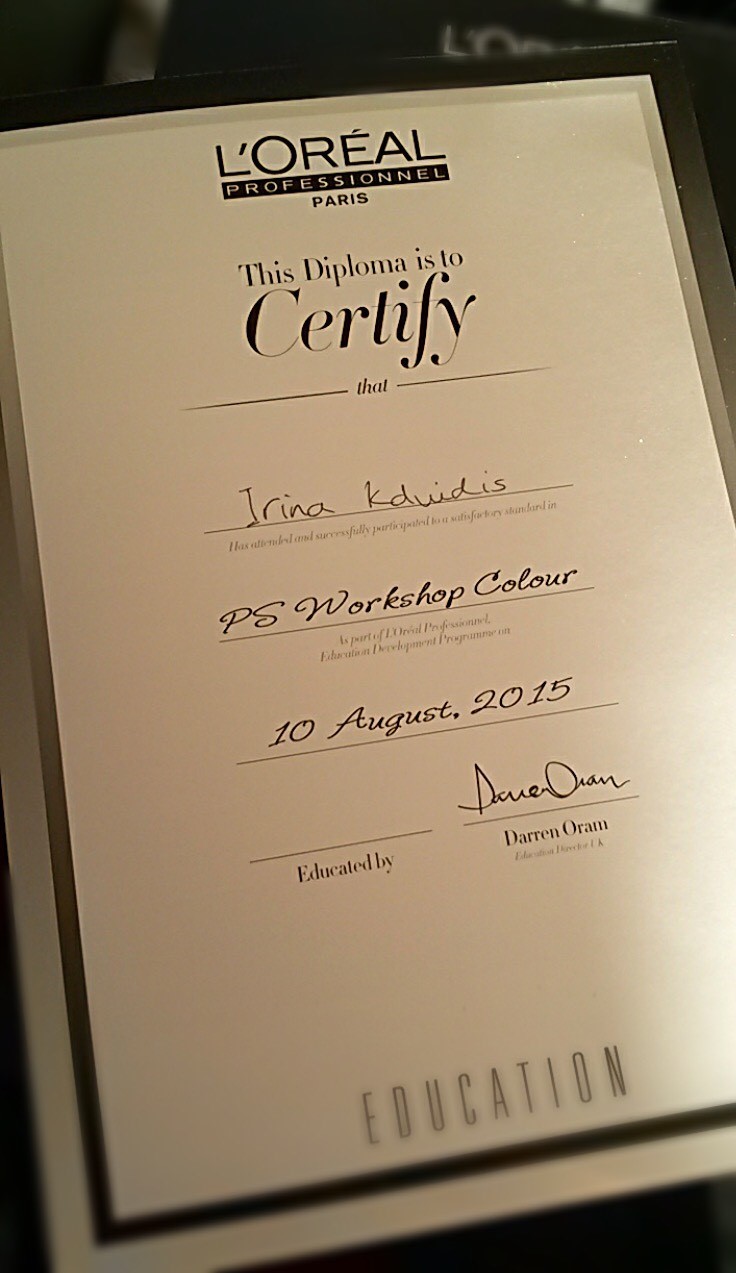 L'ORÉAL
PROFESSIONNEL
PARIS
This Diploma is to
Certify
that
Irina
Has attended and successfully participated to a satisfactory standard in
PS Workshop Colour
As part of L'Oréal Professionnel,
Education Development Programme on
10 August, 2015
Darren Oram
Educated by
Darren Oram
Education Director UK
EDUCATION